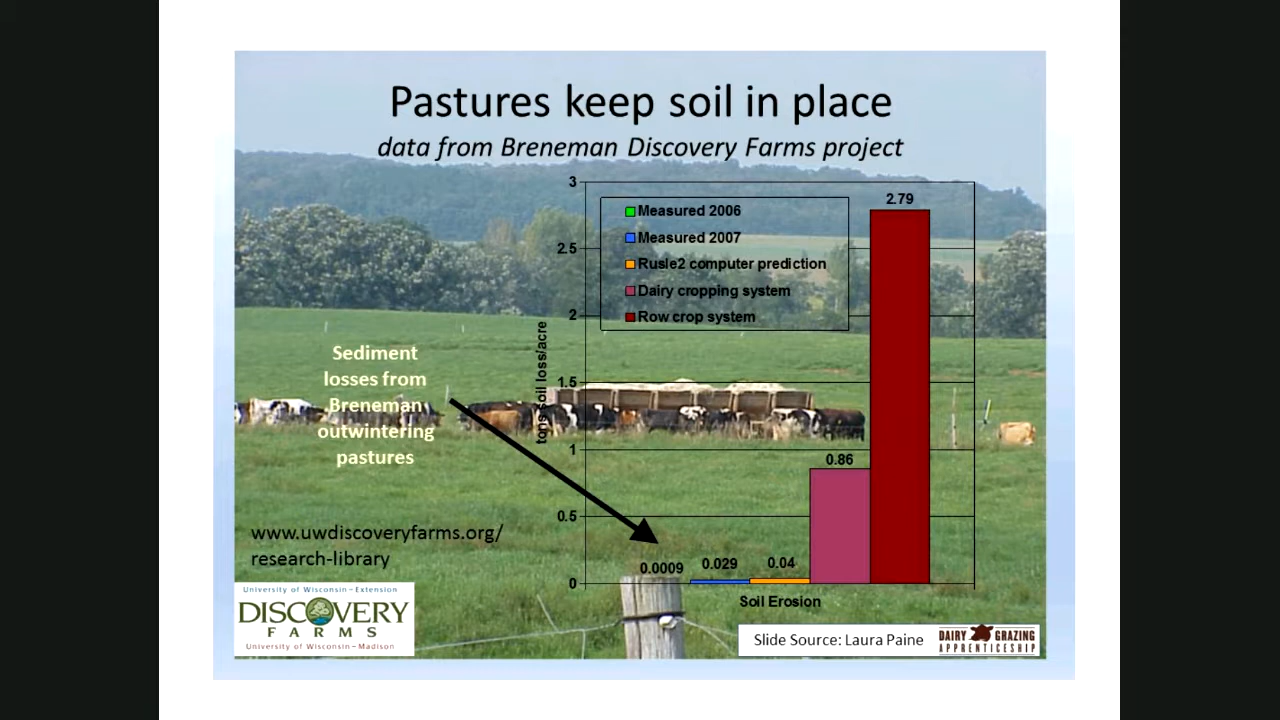 Pastures keep soil in place
data from Breneman Discovery Farms project
3
2.5
2
1.5
1
0.5
0
tons soil loss/acre
Measured 2006
Measured 2007
Rusle2 computer prediction
Dairy cropping system
Row crop system
2.79
0.86
0.04
0.029
0.0009
Soil Erosion
Sediment
losses from
Breneman
outwintering
pastures
www.uwdiscoveryfarms.org/
research-library
University of Wisconsin–Extension
DISCOVERY
FARMS
University of Wisconsin–Madison
Slide Source: Laura Paine
DAIRY GRAZING
APPRENTICESHIP